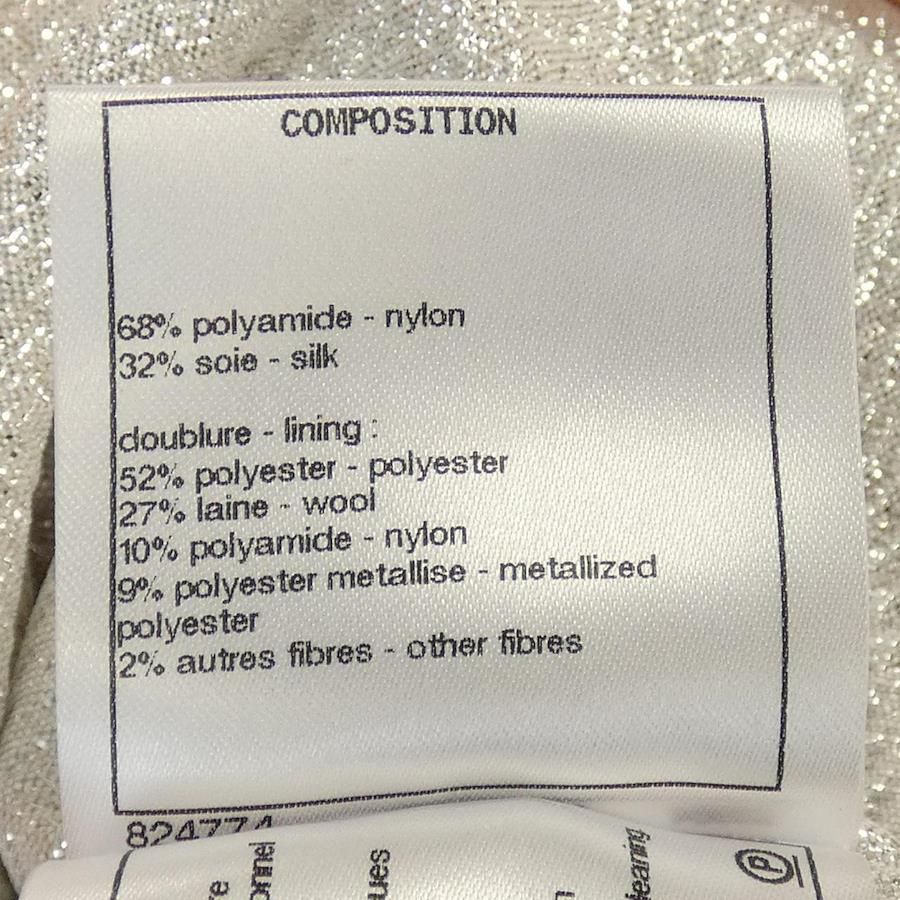 COMPOSITION
68% polyamide - nylon
32% soie - silk
doublure - lining :
52% polyester - polyester
27% laine - wool
10% polyamide - nylon
9% polyester metallise - metallized
polyester
2% autres fibres - other fibres
824774
P